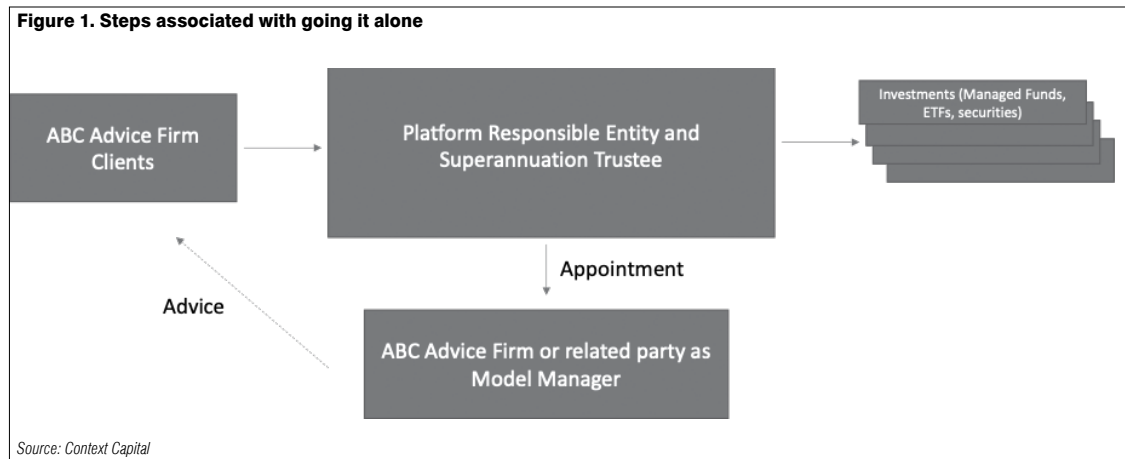 Figure 1. Steps associated with going it alone
ABC Advice Firm
Clients
Platform Responsible Entity and
Superannuation Trustee
Investments (Managed Funds,
ETFs, securities)
Appointment
Advice
ABC Advice Firm or related party as
Model Manager
Source: Context Capital